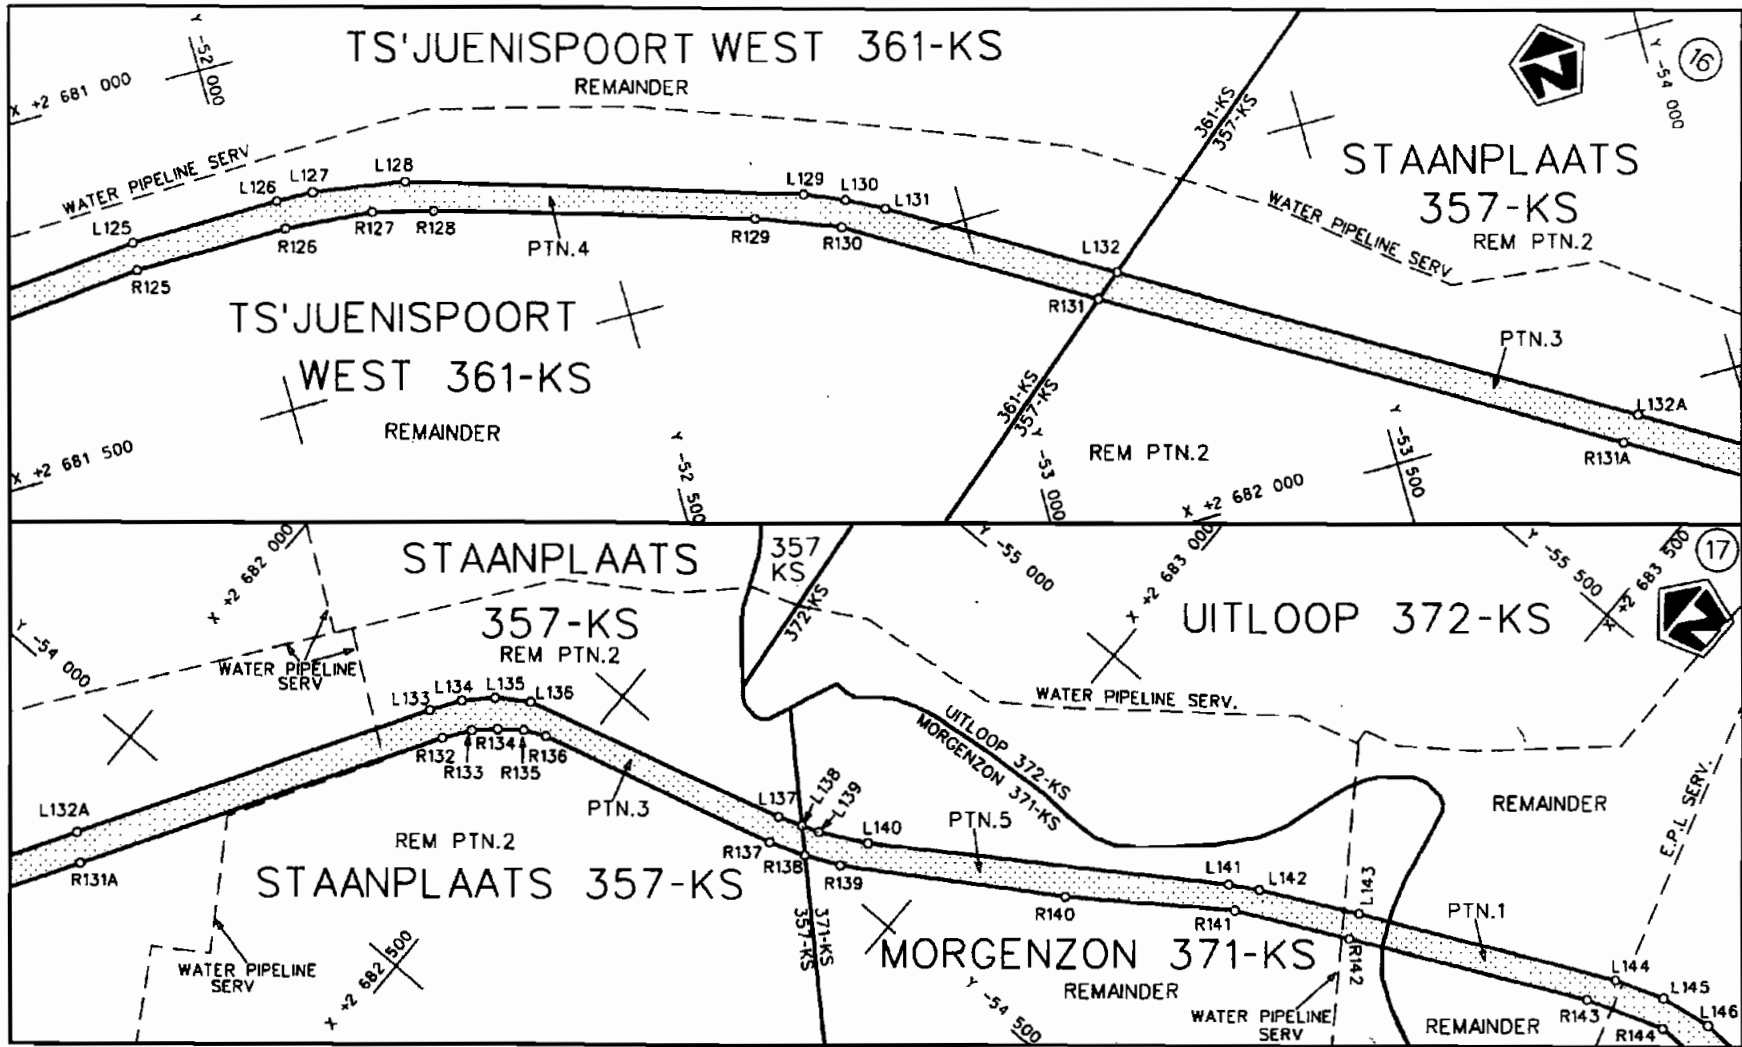 TS'JUENISPOORT WEST 361-KS
REMAINDER
16
Y -52 000
X +2 681 000
Y -54 000
361-KS
357-KS
STAANPLAATS
357-KS
REM PTN.2
WATER PIPELINE SERV
WATER PIPELINE SERV
L125
L126
L127
L128
L129
L130
L131
L132
L132A
R125
R126
R127
R128
R129
R130
R131
R131A
PTN.4
PTN.3
TS'JUENISPOORT
WEST 361-KS
REMAINDER
361-KS
357-KS
REM PTN.2
X +2 681 500
Y -52 500
Y -53 000
X +2 682 000
Y -53 500
17
X +2 682 000
STAANPLAATS
357-KS
REM PTN.2
357
KS
372-KS
Y -55 000
X +2 683 000
Y -55 500
X +2 683 500
UITLOOP 372-KS
Y -54 000
WATER PIPELINE
SERV
WATER PIPELINE SERV.
L132A
L133
L134
L135
L136
L137
L138
L139
L140
L141
L142
L143
L144
L145
L146
R131A
R132
R133
R134
R135
R136
R137
R138
R139
R140
R141
R142
R143
R144
PTN.3
PTN.5
PTN.1
UITLOOP 372-KS
MORGENZON 371-KS
REMAINDER
E.P.L SERV.
REM PTN.2
STAANPLAATS 357-KS
371-KS
357-KS
MORGENZON 371-KS
REMAINDER
WATER PIPELINE
SERV
X +2 682 500
Y -54 500
WATER PIPELINE
SERV
REMAINDER